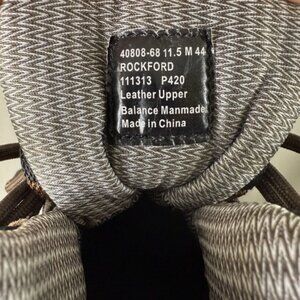 40808-68 11.5 M 44
ROCKFORD
111313 P420
Leather Upper
Balance Manmade
Made in China